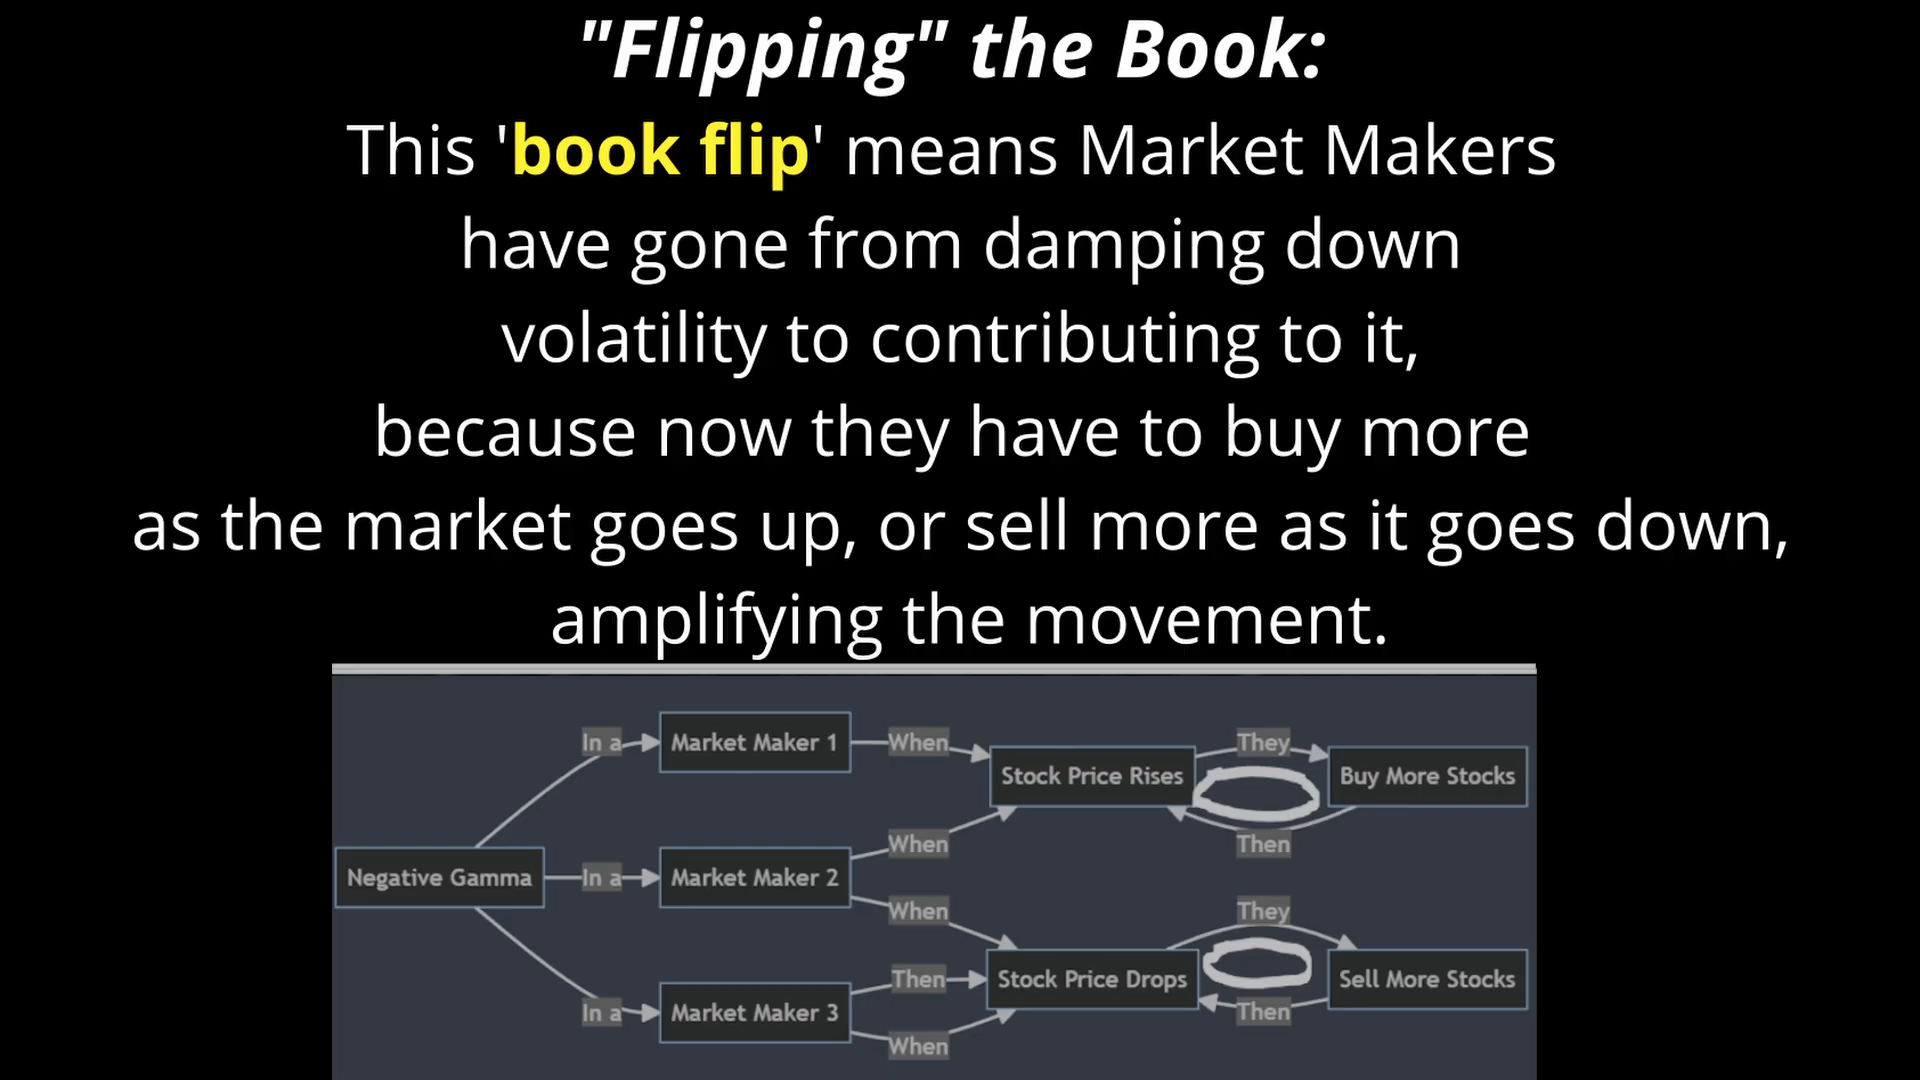 "Flipping" the Book:
This 'book flip' means Market Makers
have gone from damping down
volatility to contributing to it,
because now they have to buy more
as the market goes up, or sell more as it goes down,
amplifying the movement.
In a
Market Maker 1
When
They
Stock Price Rises
Buy More Stocks
When
Then
Negative Gamma
In a
Market Maker 2
When
They
Then
Stock Price Drops
Sell More Stocks
In a
Market Maker 3
Then
When